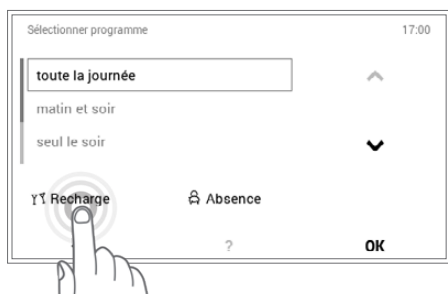 Sélectionner programme 17:00
toute la journée
matin et soir
seul le soir
Recharge Absence
? OK